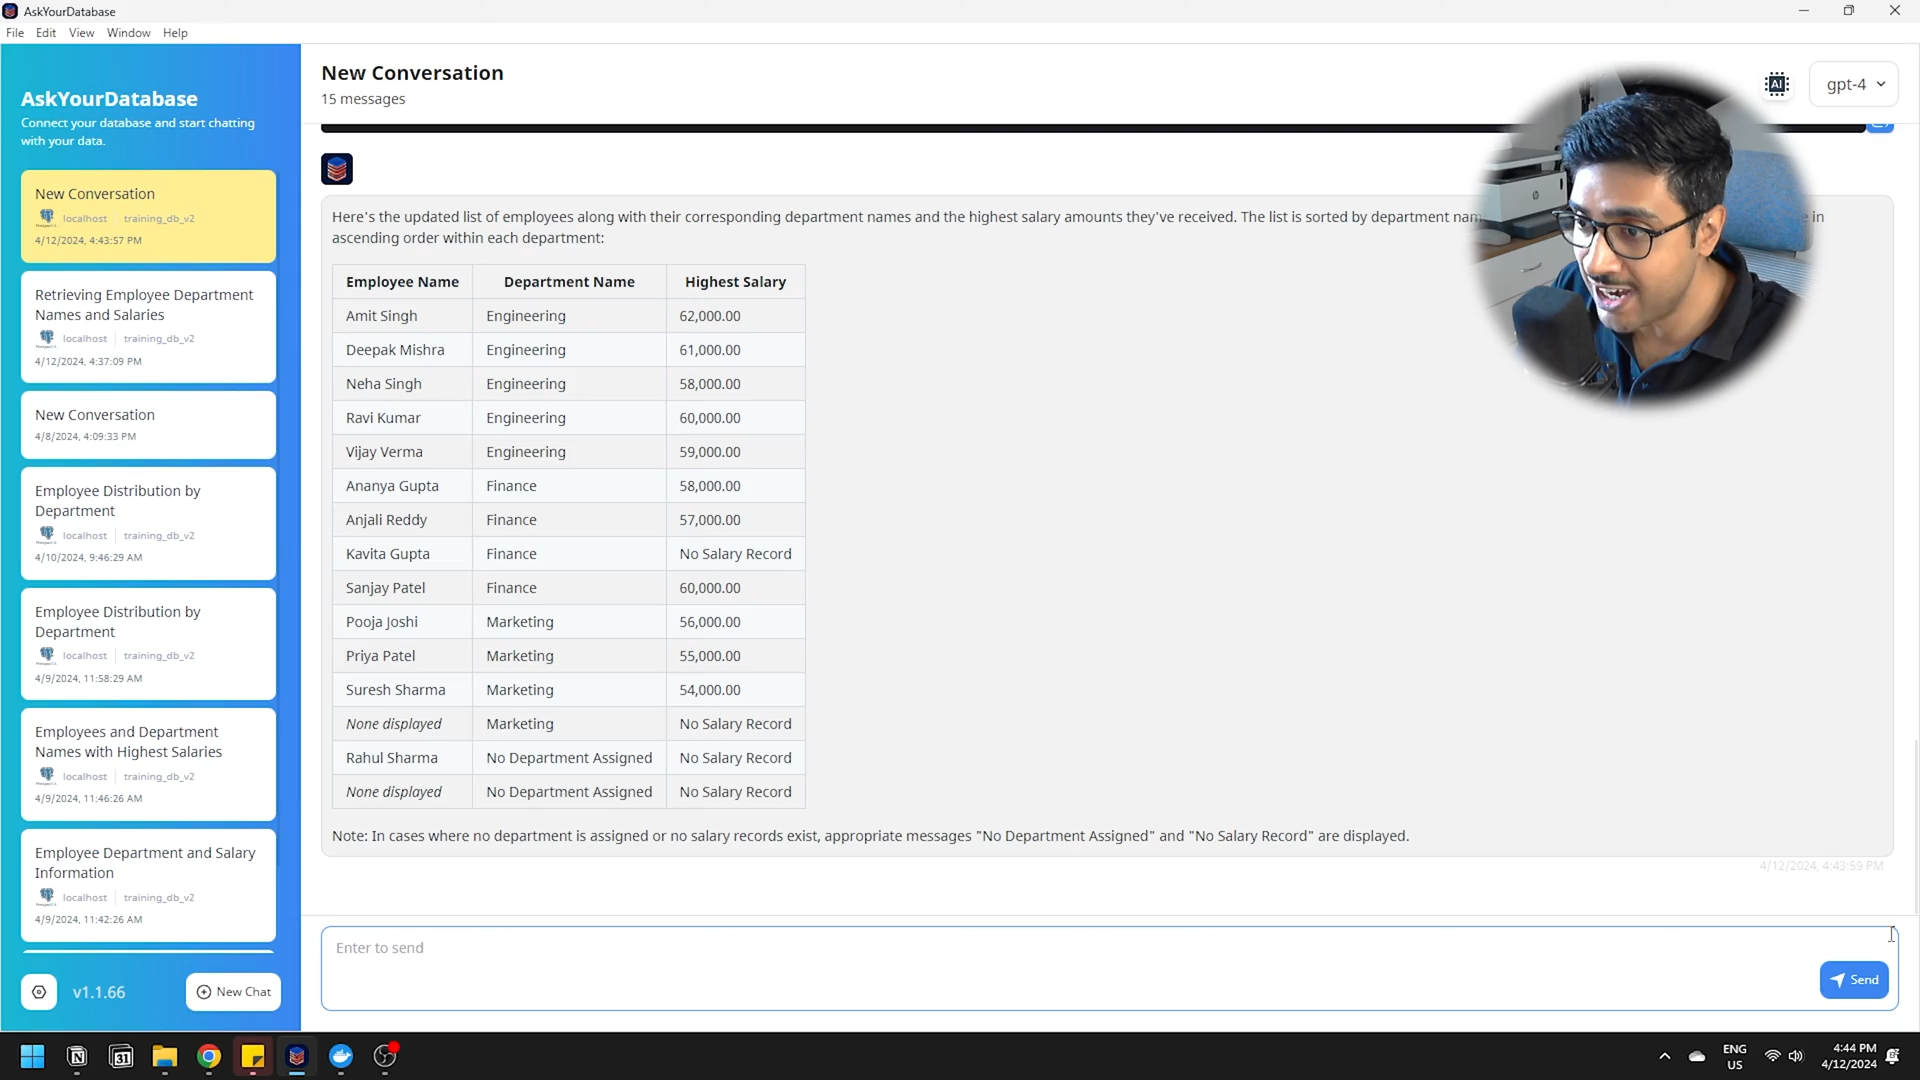 AskYourDatabase
File Edit View Window Help
AskYourDatabase
Connect your database and start chatting
with your data.
New Conversation
localhost training_db_v2
4/12/2024, 4:43:57 PM
Retrieving Employee Department
Names and Salaries
localhost training_db_v2
4/12/2024, 4:37:09 PM
New Conversation
4/8/2024, 4:09:33 PM
Employee Distribution by
Department
localhost training_db_v2
4/10/2024, 9:46:29 AM
Employee Distribution by
Department
localhost training_db_v2
4/9/2024, 11:58:29 AM
Employees and Department
Names with Highest Salaries
localhost training_db_v2
4/9/2024, 11:46:26 AM
Employee Department and Salary
Information
localhost training_db_v2
4/9/2024, 11:42:26 AM
v1.1.66
New Chat
New Conversation
15 messages
AI
gpt-4
Here's the updated list of employees along with their corresponding department names and the highest salary amounts they've received. The list is sorted by department nam in
ascending order within each department:
Employee Name Department Name Highest Salary
Amit Singh Engineering 62,000.00
Deepak Mishra Engineering 61,000.00
Neha Singh Engineering 58,000.00
Ravi Kumar Engineering 60,000.00
Vijay Verma Engineering 59,000.00
Ananya Gupta Finance 58,000.00
Anjali Reddy Finance 57,000.00
Kavita Gupta Finance No Salary Record
Sanjay Patel Finance 60,000.00
Pooja Joshi Marketing 56,000.00
Priya Patel Marketing 55,000.00
Suresh Sharma Marketing 54,000.00
None displayed Marketing No Salary Record
Rahul Sharma No Department Assigned No Salary Record
None displayed No Department Assigned No Salary Record
Note: In cases where no department is assigned or no salary records exist, appropriate messages "No Department Assigned" and "No Salary Record" are displayed.
4/12/2024, 4:43:59 PM
Enter to send
Send
31
ENG
US
4:44 PM
4/12/2024